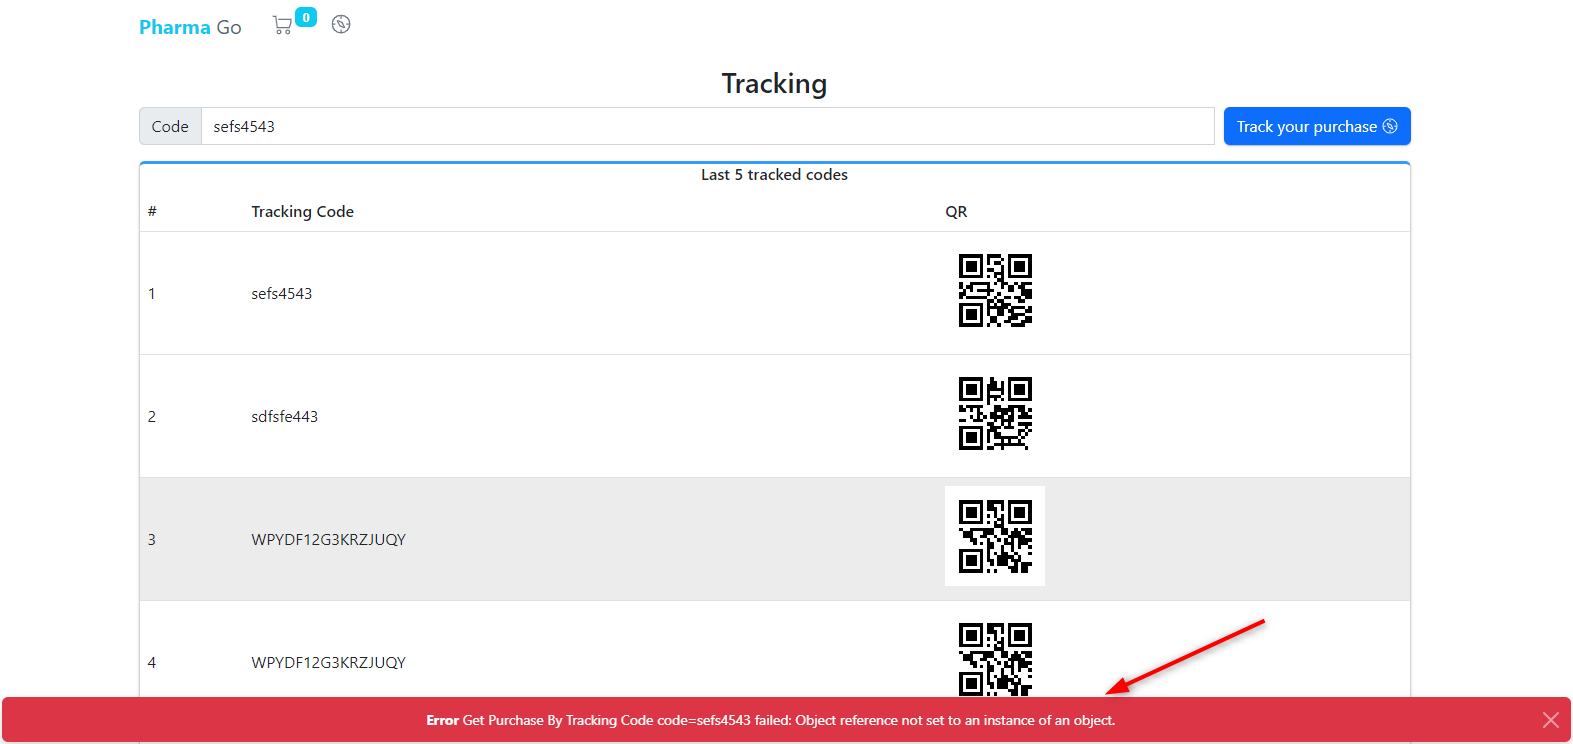 Pharma Go 0
Tracking
Code sefs4543 Track your purchase
Last 5 tracked codes
# Tracking Code QR
1 sefs4543
2 sdfsfe443
3 WPYDF12G3KRZJUQY
4 WPYDF12G3KRZJUQY
Error Get Purchase By Tracking Code code=sefs4543 failed: Object reference not set to an instance of an object.